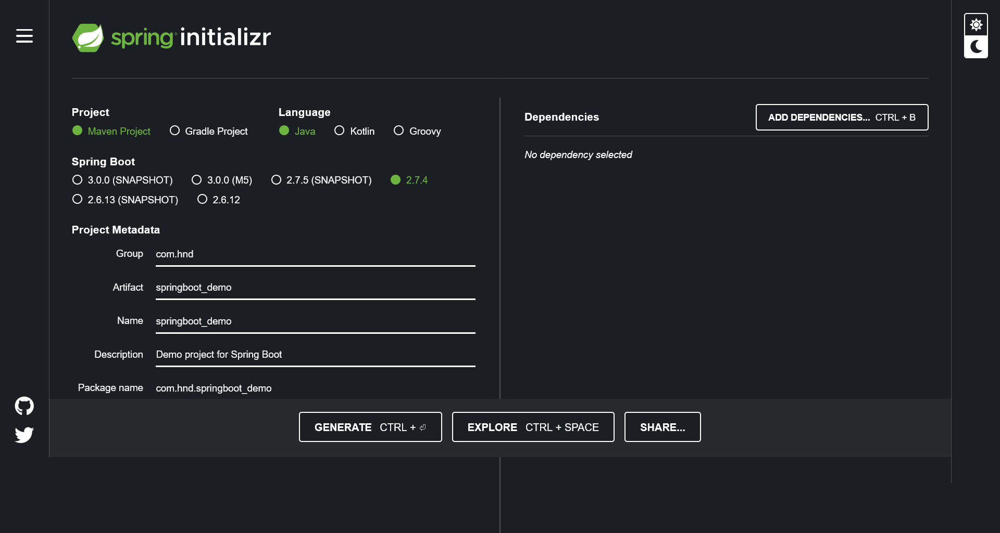 spring initializr
Project
Maven Project Gradle Project
Language
Java Kotlin Groovy
Spring Boot
3.0.0 (SNAPSHOT) 3.0.0 (M5) 2.7.5 (SNAPSHOT) 2.7.4
2.6.13 (SNAPSHOT) 2.6.12
Project Metadata
Group com.hnd
Artifact springboot_demo
Name springboot_demo
Description Demo project for Spring Boot
Package name com.hnd.springboot_demo
Dependencies ADD DEPENDENCIES... CTRL + B
No dependency selected
GENERATE CTRL + ⏎ EXPLORE CTRL + SPACE SHARE...